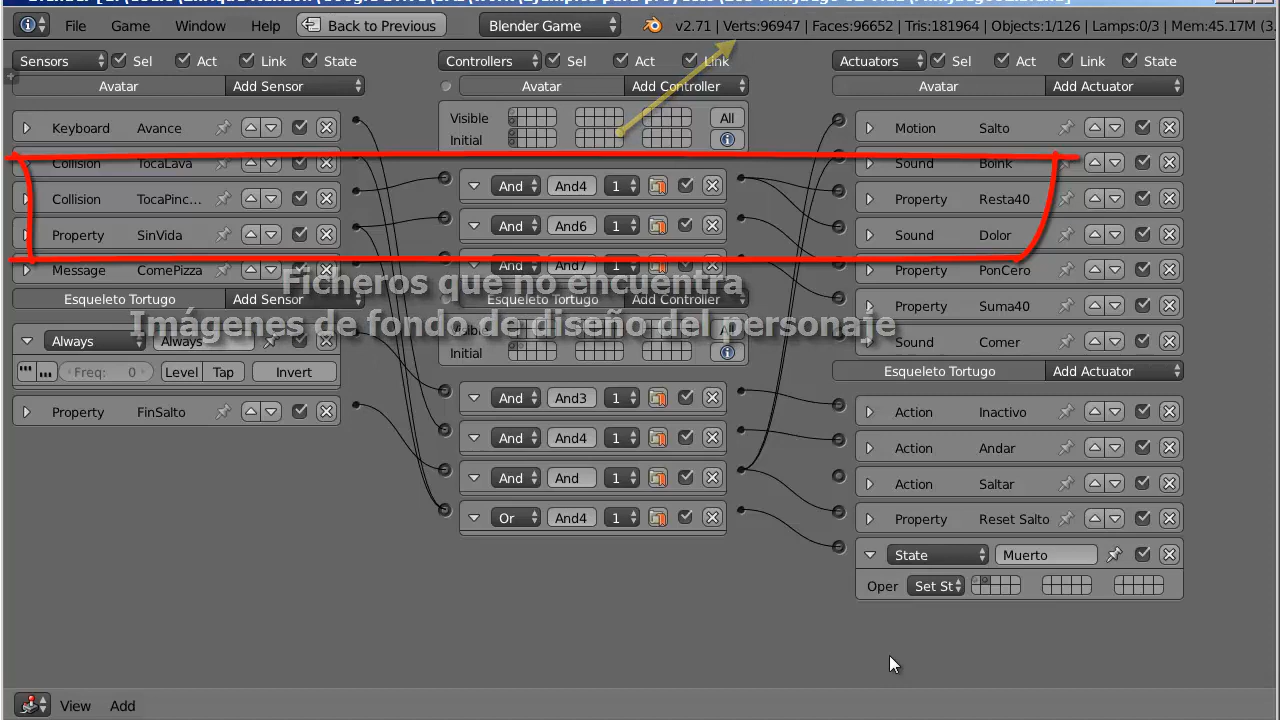 File Game Window Help Back to Previous Blender Game v2.71 | Verts:96947 | Faces:96652 | Tris:181964 | Objects:1/126 | Lamps:0/3 | Mem:45.17M (3.
Sensors Sel Act Link State Controllers Sel Act Link Actuators Sel Link State
Avatar Add Sensor Avatar Add Controller Avatar Add Actuator
Visible All
Keyboard Avance Motion Salto
Initial
Collision TocaLava Sound Boink
And And4 1
Collision TocaPinc... Property Resta40
And And6 1
Property SinVida Sound Dolor
And And7 1
Message ComePizza Property PonCero
Ficheros que no encuentra
Esqueleto Tortugo Add Sensor Esqueleto Tortugo Add Controller
Property Suma40
Imágenes de fondo de diseño del personaje
Visible
Always Always Sound Comer
Initial
Freq: 0 Level Tap Invert Esqueleto Tortugo Add Actuator
And And3 1
Property FinSalto Action Inactivo
And And4 1
Action Andar
And And 1
Action Saltar
Or And4 1
Property Reset Salto
State Muerto
Oper Set St
View Add